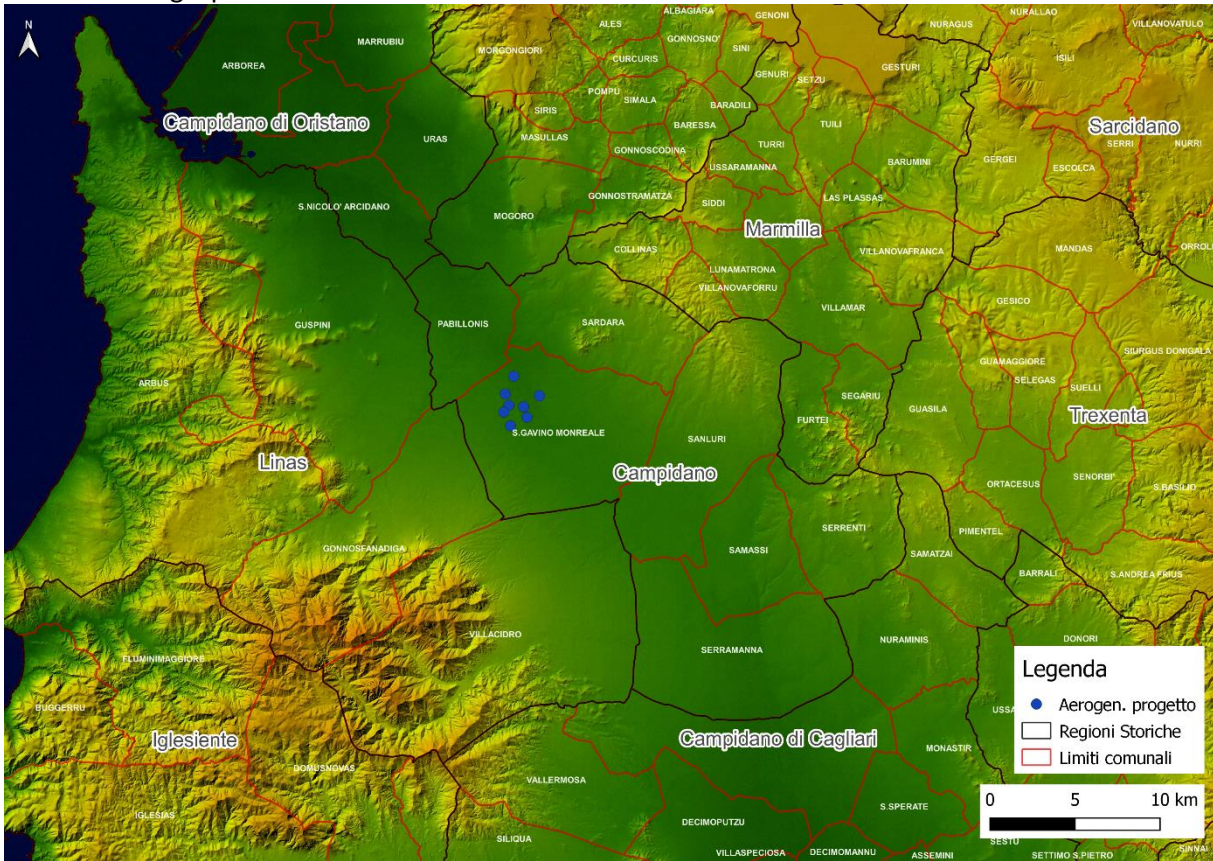 N
ALES
ALBAGIARA
GENONI
NURAGUS
NURALLAO
VILLANOVATULO
MARRUBIU
MORGONGIORI
GONNOSNO'
SINI
ARBOREA
CURCURIS
GENURI
SETZU
GESTURI
ISILI
POMPU
SIMALA
BARADILI
SIRIS
Campidano di Oristano
URAS
MASULLAS
BARESSA
TUILI
Sarcidano
GONNOSCODINA
TURRI
SERRI
NURRI
USSARAMANNA
BARUMINI
GERGEI
ESCOLCA
S.NICOLO' ARCIDANO
GONNOSTRAMATZA
SIDDI
LAS PLASSAS
MOGORO
Marmilla
COLLINAS
VILLANOVAFRANCA
MANDAS
ORROLI
LUNAMATRONA
VILLANOVAFORRU
GESICO
GUSPINI
PABILLONIS
SARDARA
VILLAMAR
SIURGUS DONIGALA
GUAMAGGIORE
SELEGAS
SUELLI
ARBUS
SEGARIU
GUASILA
Trexenta
FURTEI
S.GAVINO MONREALE
SANLURI
Linas
Campidano
SENORBI'
ORTACESUS
S.BASILIO
SERRENTI
PIMENTEL
GONNOSFANADIGA
SAMASSI
SAMATZAI
BARRALI
S.ANDREA FRIUS
VILLACIDRO
NURAMINIS
DONORI
SERRAMANNA
FLUMINIMAGGIORE
Legenda
Aerogen. progetto
Regioni Storiche
Limiti comunali
BUGGERRU
Iglesiente
Campidano di Cagliari
MONASTIR
DOMUSNOVAS
VALLERMOSA
IGLESIAS
S.SPERATE
0 5 10 km
DECIMOPUTZU
SILIQUA
VILLASPECIOSA
DECIMOMANNU
ASSEMINI
SESTU
SETTIMO S.PIETRO
SINNAI